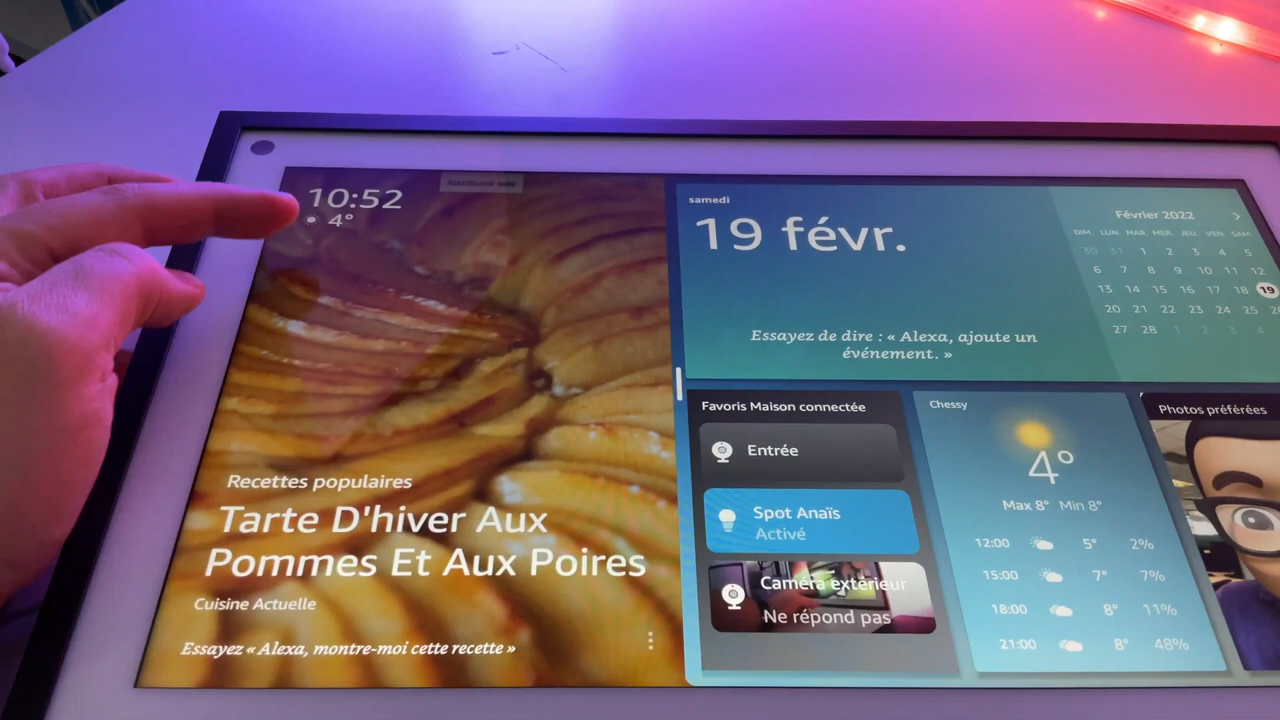 10:52
4°
Recettes populaires
Tarte D'hiver Aux
Pommes Et Aux Poires
Cuisine Actuelle
Essayez « Alexa, montre-moi cette recette »
samedi
19 févr.
Essayez de dire : « Alexa, ajoute un
événement. »
Février 2022 >
DIM. LUN. MAR. MER. JEU. VEN. SAM.
30 31 1 2 3 4 5
6 7 8 9 10 11 12
13 14 15 16 17 18 19
20 21 22 23 24 25
27 28 1 2 3 4
Favoris Maison connectée
Entrée
Spot Anaïs
Activé
Caméra extérieur
Ne répond pas
Chessy
4°
Max 8° Min 8°
12:00 5° 2%
15:00 7° 7%
18:00 8° 11%
21:00 8° 48%
Photos préférées